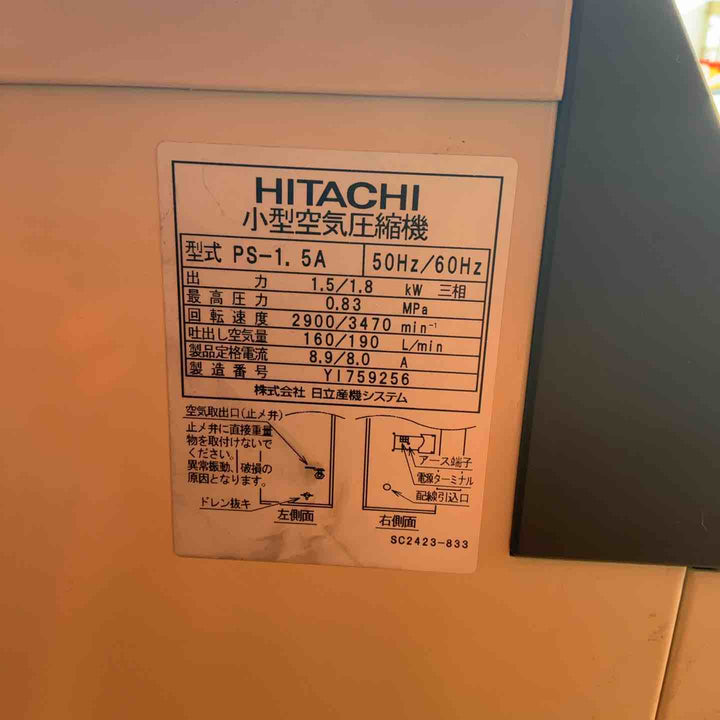 HITACHI
小型空気圧縮機
型式 PS-1.5A 50Hz/60Hz
出力 1.5/1.8 kW 三相
最高圧力 0.83 MPa
回転速度 2900/3470 min⁻¹
吐出し空気量 160/190 L/min
製品定格電流 8.9/8.0 A
製造番号 YI759256
株式会社 日立産機システム
空気取出口(止メ弁)
止メ弁に直接重量
物を取付けないで
ください。
異常振動、破損の
原因となります。
ドレン抜キ
左側面
アース端子
電源ターミナル
配線引込口
右側面
SC2423-833